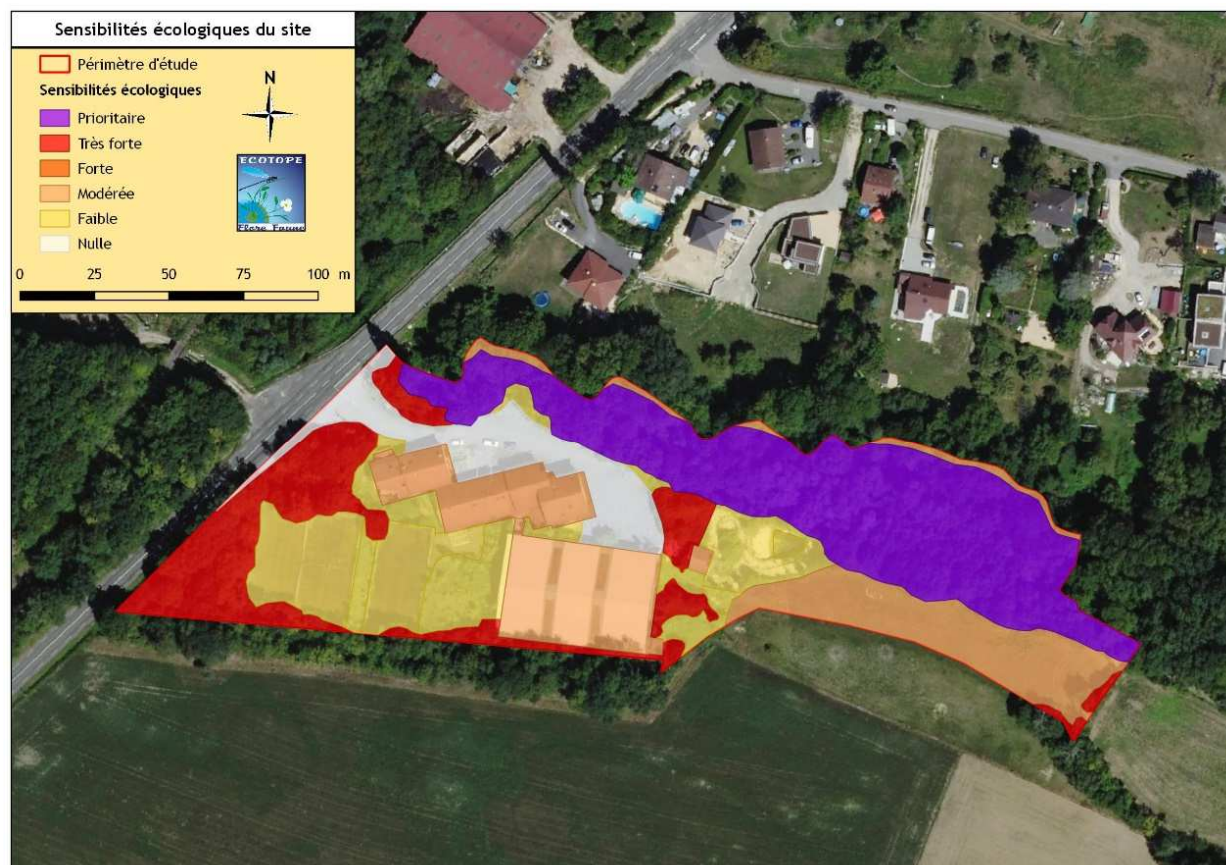 Sensibilités écologiques du site
Périmètre d'étude
Sensibilités écologiques
Prioritaire
Très forte
Forte
Modérée
Faible
Nulle
N
ECOTOPE
Flore Faune
0 25 50 75 100 m